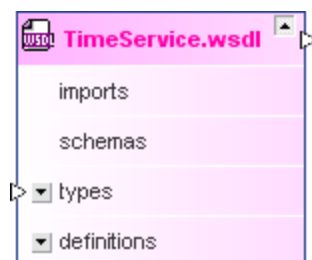 WSDL TimeService.wsdl
imports
schemas
types
definitions